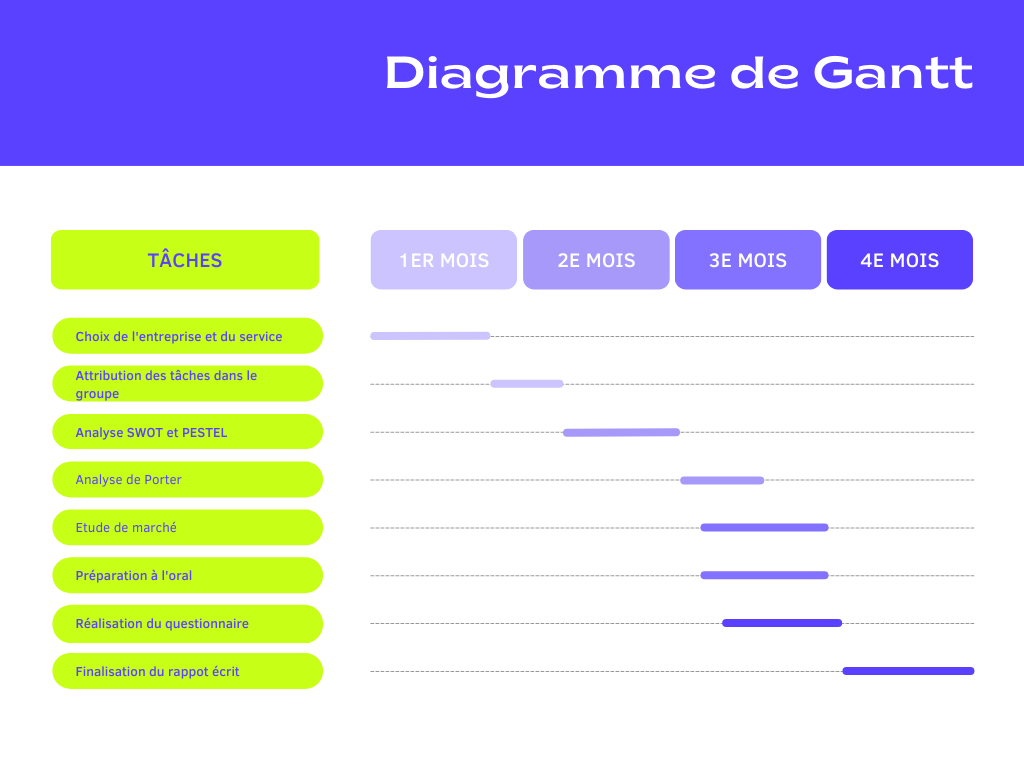 Diagramme de Gantt
TÂCHES
1ER MOIS
2E MOIS
3E MOIS
4E MOIS
Choix de l'entreprise et du service
Attribution des tâches dans le
groupe
Analyse SWOT et PESTEL
Analyse de Porter
Etude de marché
Préparation à l'oral
Réalisation du questionnaire
Finalisation du rappot écrit